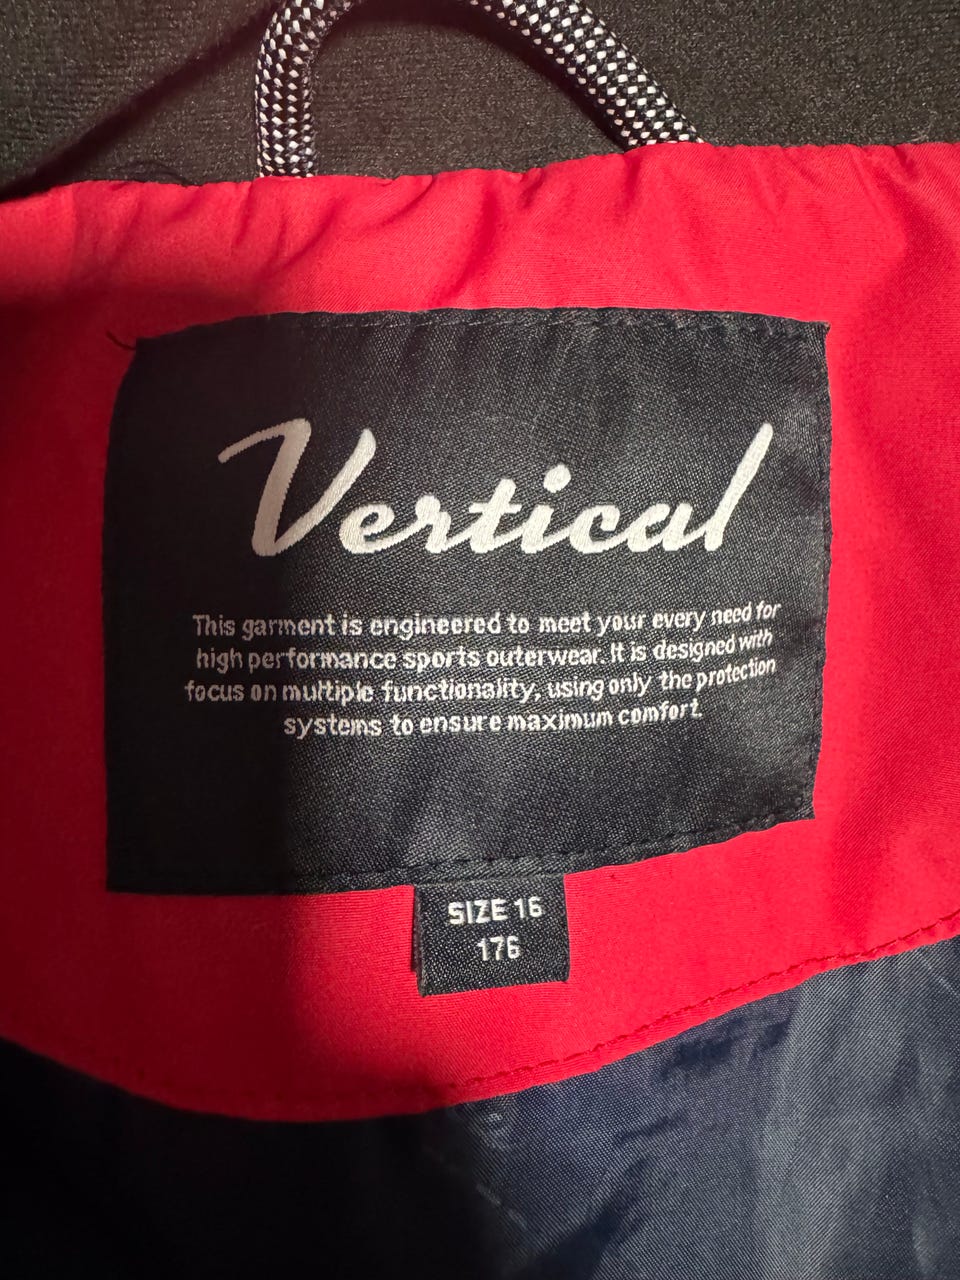 Vertical
This garment is engineered to meet your every need for
high performance sports outerwear. It is designed with
focus on multiple functionality, using only the protection
systems to ensure maximum comfort.
SIZE 16
176